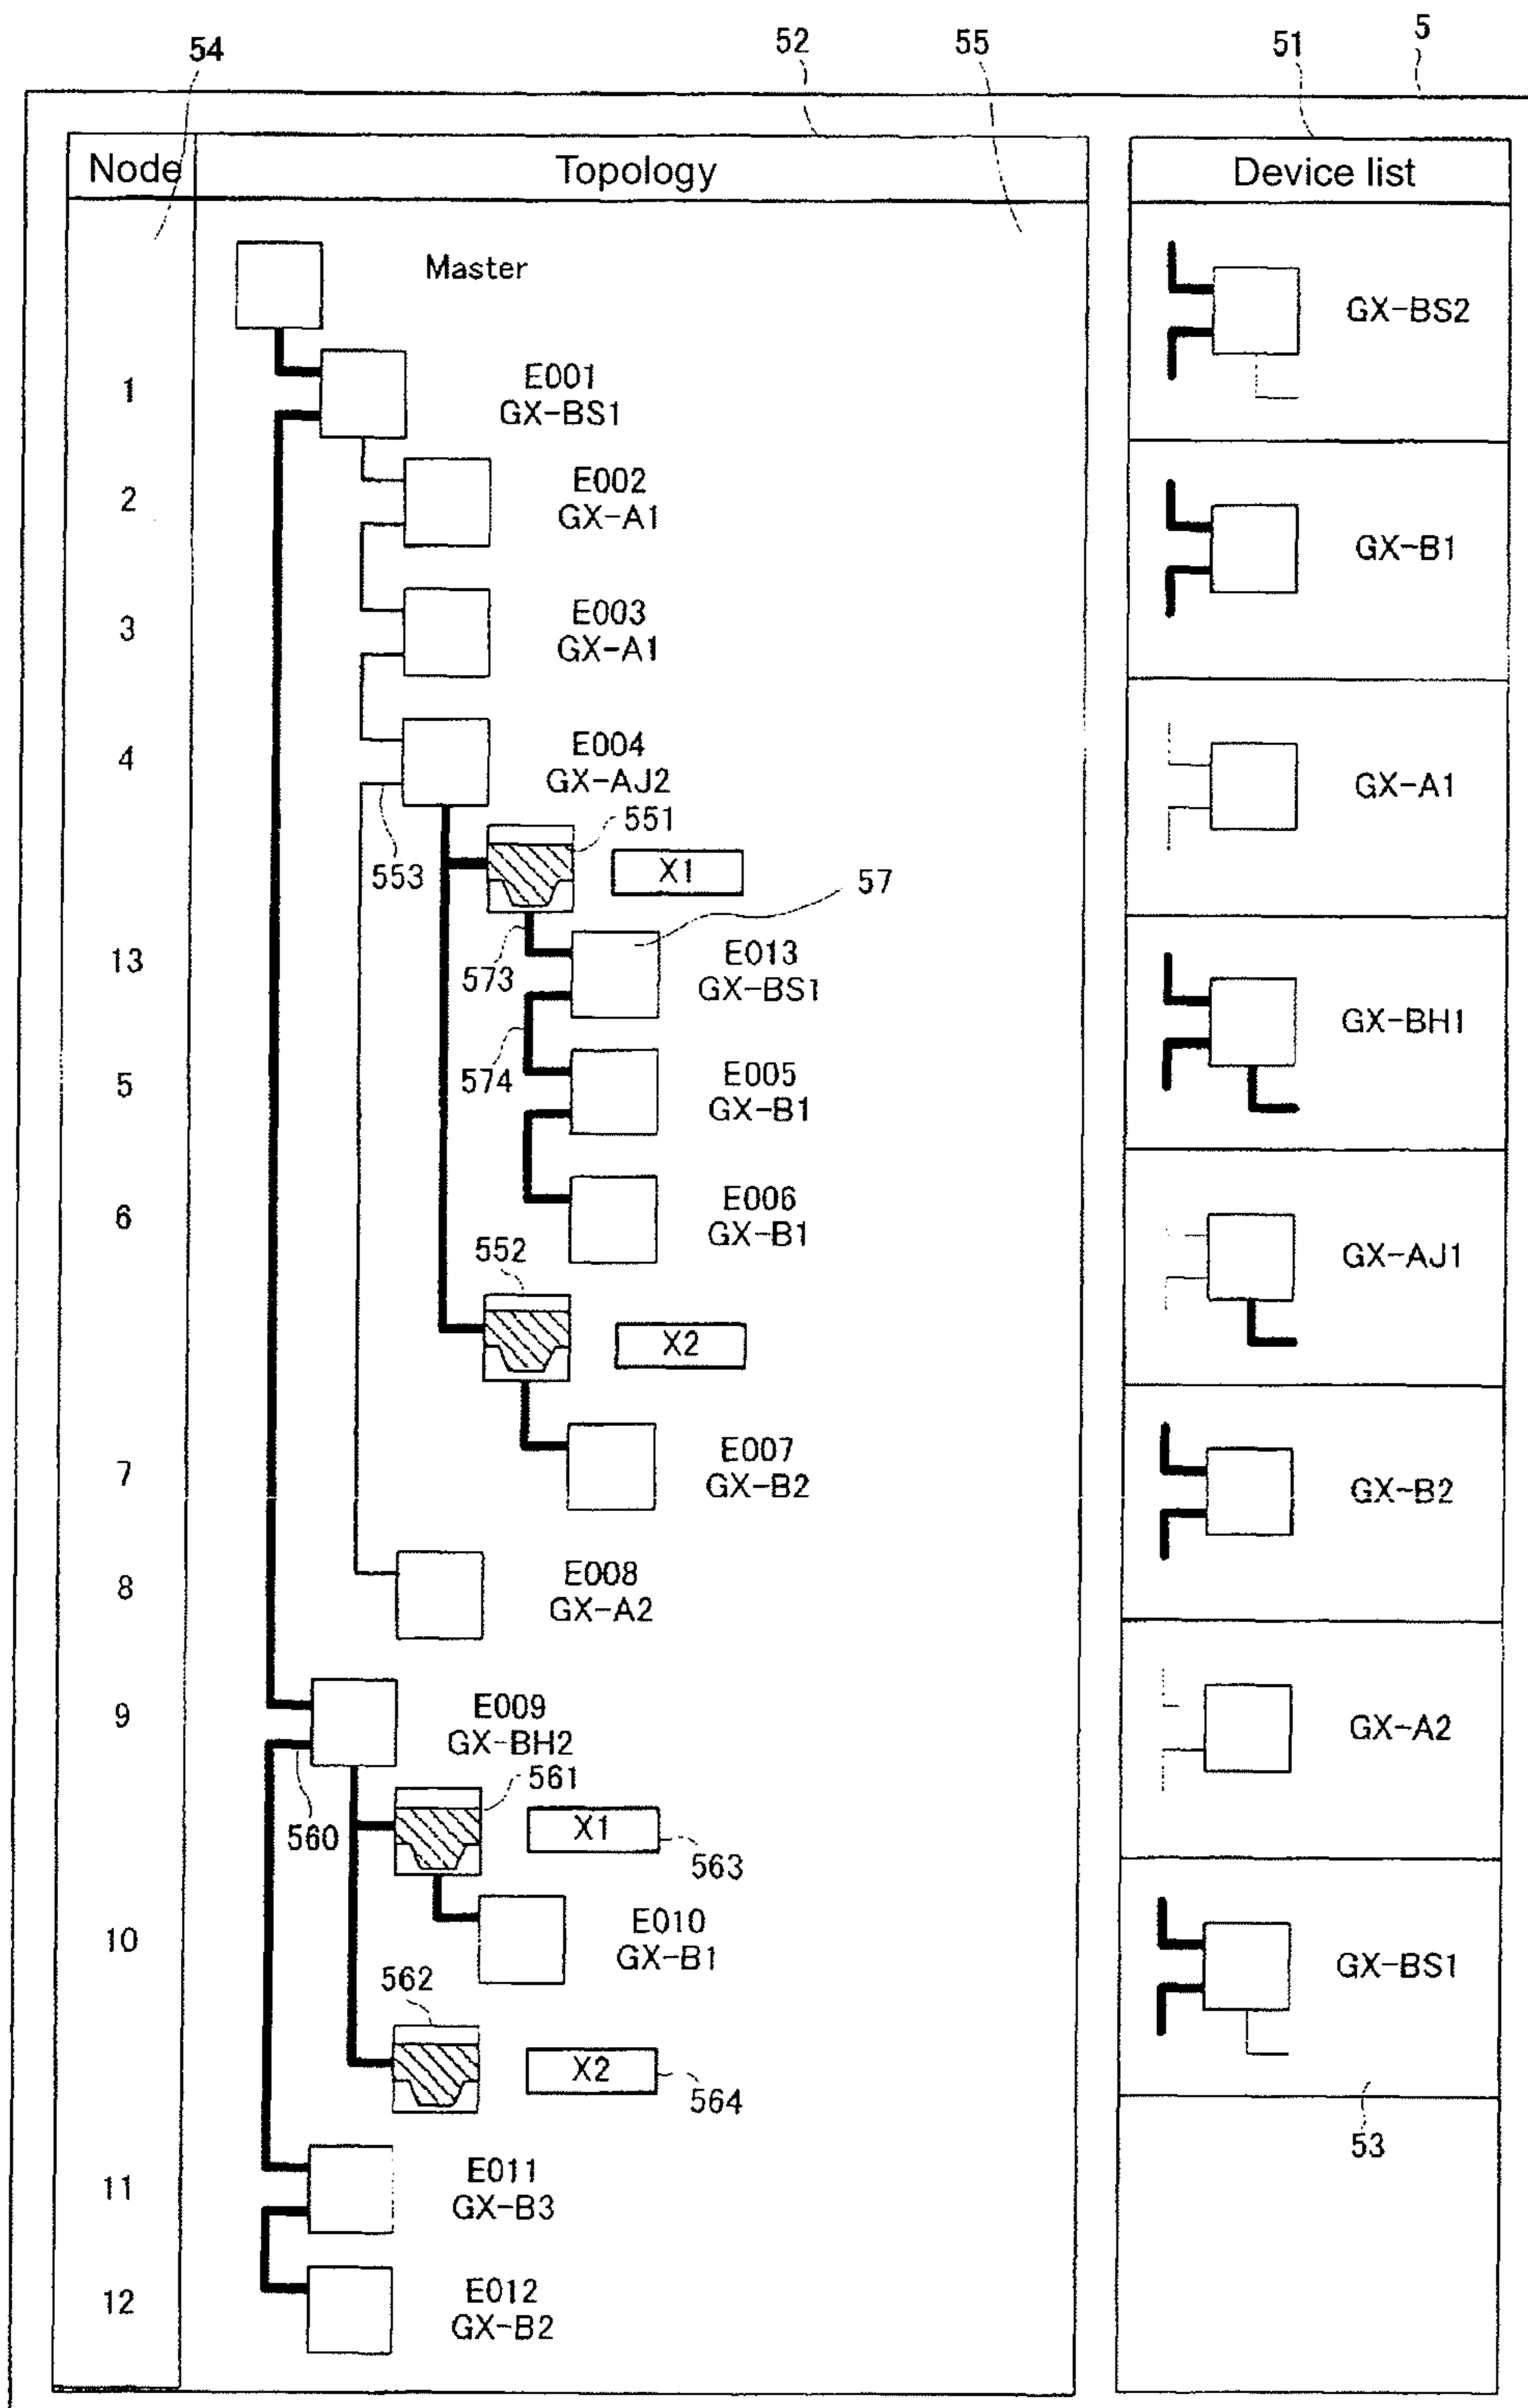 54
52
55
51
5
Node
Topology
Device list
Master
1
E001
GX-BS1
2
E002
GX-A1
3
E003
GX-A1
4
E004
GX-AJ2
553
551
X1
57
13
573
E013
GX-BS1
5
574
E005
GX-B1
6
E006
GX-B1
552
X2
7
E007
GX-B2
8
E008
GX-A2
9
E009
GX-BH2
560
561
X1
563
10
E010
GX-B1
562
X2
564
11
E011
GX-B3
12
E012
GX-B2
GX-BS2
GX-B1
GX-A1
GX-BH1
GX-AJ1
GX-B2
GX-A2
GX-BS1
53